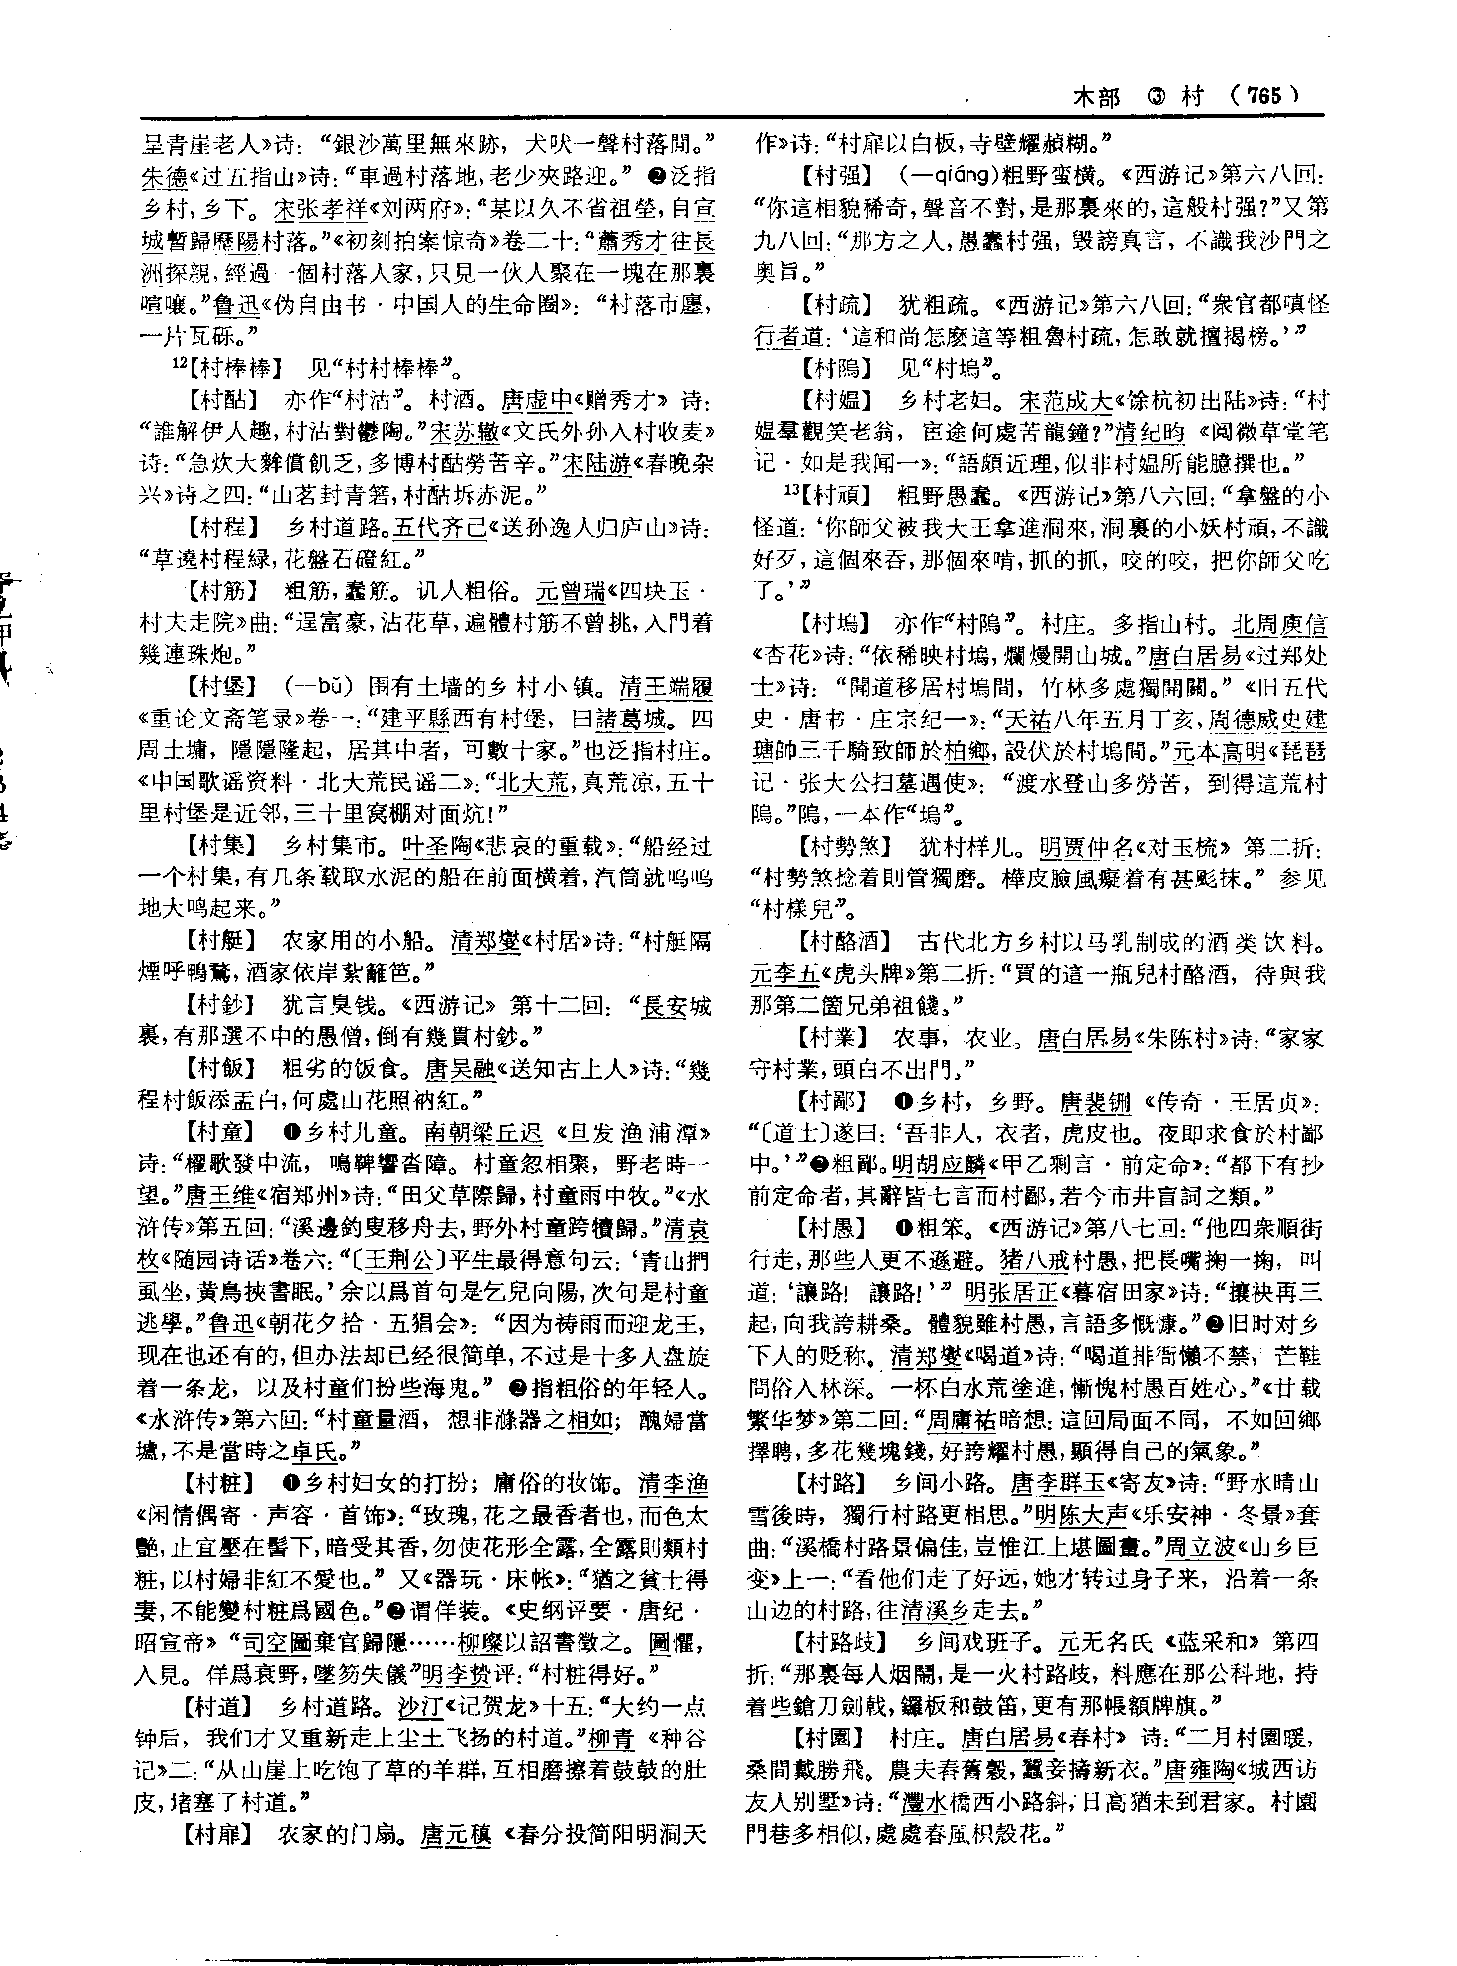 木部 ③ 村 （765）
呈青崖老人》诗：“銀沙萬里無來跡，犬吠一聲村落間。”
朱德《过五指山》诗：“車過村落地，老少夾路迎。” ❷泛指
乡村，乡下。宋张孝祥《刘两府》：“某以久不省祖塋，自宣
城暫歸歷陽村落。”《初刻拍案惊奇》卷二十：“蕭秀才往長
洲探親，經過一個村落人家，只見一伙人聚在一塊在那裏
喧嚷。”鲁迅《伪自由书·中国人的生命圈》：“村落市廛，
一片瓦砾。”
12【村棒棒】 见“村村棒棒”。
【村酤】 亦作“村沽”。村酒。唐虚中《赠秀才》诗：
“誰解伊人趣，村沽對鬱陶。”宋苏辙《文氏外孙入村收麦》
诗：“急炊大麰償飢乏，多博村酤勞苦辛。”宋陆游《春晚杂
兴》诗之四：“山茗封青箬，村酤坼赤泥。”
【村程】 乡村道路。五代齐己《送孙逸人归庐山》诗：
“草遶村程緑，花盤石磴紅。”
【村筋】 粗筋，蠢筋。讥人粗俗。元曾瑞《四块玉·
村夫走院》曲：“逞富豪，沾花草，遍體村筋不曾挑，入門着
幾連珠炮。”
【村堡】 （—bǔ）围有土墙的乡村小镇。清王端履
《重论文斋笔录》卷一：“建平縣西有村堡，曰諸葛城。四
周土墉，隱隱隆起，居其中者，可數十家。”也泛指村庄。
《中国歌谣资料·北大荒民谣二》：“北大荒，真荒凉，五十
里村堡是近邻，三十里窝棚对面炕！”
【村集】 乡村集市。叶圣陶《悲哀的重载》：“船经过
一个村集，有几条载取水泥的船在前面横着，汽筒就呜呜
地大鸣起来。”
【村艇】 农家用的小船。清郑燮《村居》诗：“村艇隔
煙呼鴨鶩，酒家依岸紮籬笆。”
【村鈔】 犹言臭钱。《西游记》第十二回：“長安城
裏，有那選不中的愚僧，倒有幾貫村鈔。”
【村飯】 粗劣的饭食。唐吴融《送知古上人》诗：“幾
程村飯添盂白，何處山花照衲紅。”
【村童】 ❶乡村儿童。南朝梁丘迟《旦发渔浦潭》
诗：“櫂歌發中流，鳴鞞響沓障。村童忽相聚，野老時一
望。”唐王维《宿郑州》诗：“田父草際歸，村童雨中牧。”《水
浒传》第五回：“溪邊釣叟移舟去，野外村童跨犢歸。”清袁
枚《随园诗话》卷六：“〔王荆公〕平生最得意句云：‘青山捫
虱坐，黄鳥挾書眠。’余以爲首句是乞兒向陽，次句是村童
逃學。”鲁迅《朝花夕拾·五猖会》：“因为祷雨而迎龙王，
现在也还有的，但办法却已经很简单，不过是十多人盘旋
着一条龙，以及村童们扮些海鬼。” ❷指粗俗的年轻人。
《水浒传》第六回：“村童量酒，想非滌器之相如；醜婦當
壚，不是當時之卓氏。”
【村粧】 ❶乡村妇女的打扮；庸俗的妆饰。清李渔
《闲情偶寄·声容·首饰》：“玫瑰，花之最香者也，而色太
艷，止宜壓在髻下，暗受其香，勿使花形全露，全露則類村
粧，以村婦非紅不愛也。” 又《器玩·床帐》：“猶之貧士得
妻，不能變村粧爲國色。”❷谓佯装。《史纲评要·唐纪·
昭宣帝》“司空圖棄官歸隱……柳璨以詔書徵之。圖懼，
入見。佯爲衰野，墜笏失儀”明李贽评：“村粧得好。”
【村道】 乡村道路。沙汀《记贺龙》十五：“大约一点
钟后，我们才又重新走上尘土飞扬的村道。”柳青《种谷
记》二：“从山崖上吃饱了草的羊群，互相磨擦着鼓鼓的肚
皮，堵塞了村道。”
【村扉】 农家的门扇。唐元稹《春分投简阳明洞天
作》诗：“村扉以白板，寺壁耀赬糊。”
【村强】 （—qiáng）粗野蛮横。《西游记》第六八回：
“你這相貌稀奇，聲音不對，是那裏來的，這般村强？”又第
九八回：“那方之人，愚蠢村强，毀謗真言，不識我沙門之
奥旨。”
【村疏】 犹粗疏。《西游记》第六八回：“衆官都嗔怪
行者道：‘這和尚怎麽這等粗魯村疏，怎敢就擅揭榜。’”
【村隖】 见“村塢”。
【村媪】 乡村老妇。宋范成大《馀杭初出陆》诗：“村
媪羣觀笑老翁，宦途何處苦龍鐘？”清纪昀《阅微草堂笔
记·如是我闻一》：“語頗近理，似非村媪所能臆撰也。”
13【村頑】 粗野愚蠢。《西游记》第八六回：“拿盤的小
怪道：‘你師父被我大王拿進洞來，洞裏的小妖村頑，不識
好歹，這個來吞，那個來啃，抓的抓，咬的咬，把你師父吃
了。’”
【村塢】 亦作“村隖”。村庄。多指山村。北周庾信
《杏花》诗：“依稀映村塢，爛熳開山城。”唐白居易《过郑处
士》诗：“聞道移居村塢間，竹林多處獨開關。”《旧五代
史·唐书·庄宗纪一》：“天祐八年五月丁亥，周德威史建
瑭帥三千騎致師於柏鄉，設伏於村塢間。”元本高明《琵琶
记·张大公扫墓遇使》：“渡水登山多勞苦，到得這荒村
隖。”隖，一本作“塢”。
【村勢煞】 犹村样儿。明贾仲名《对玉梳》第二折：
“村勢煞捻着則管獨磨。樺皮臉風癡着有甚䫜抹。” 参见
“村樣兒”。
【村酪酒】 古代北方乡村以马乳制成的酒类饮料。
元李五《虎头牌》第二折：“買的這一瓶兒村酪酒，待與我
那第二箇兄弟祖餞。”
【村業】 农事，农业。唐白居易《朱陈村》诗：“家家
守村業，頭白不出門。”
【村鄙】 ❶乡村，乡野。唐裴铏《传奇·王居贞》：
“〔道士〕遂曰：‘吾非人，衣者，虎皮也。夜即求食於村鄙
中。’”❷粗鄙。明胡应麟《甲乙剩言·前定命》：“都下有抄
前定命者，其辭皆七言而村鄙，若今市井盲詞之類。”
【村愚】 ❶粗笨。《西游记》第八七回：“他四衆順街
行走，那些人更不遜避。猪八戒村愚，把長嘴掬一掬，叫
道：‘讓路！讓路！’” 明张居正《暮宿田家》诗：“攘袂再三
起，向我誇耕桑。體貌雖村愚，言語多慨慷。”❷旧时对乡
下人的贬称。清郑燮《喝道》诗：“喝道排衙懶不禁，芒鞋
問俗入林深。一杯白水荒塗進，慚愧村愚百姓心。”《廿载
繁华梦》第二回：“周庸祐暗想：這回局面不同，不如回鄉
擇聘，多花幾塊錢，好誇耀村愚，顯得自己的氣象。”
【村路】 乡间小路。唐李群玉《寄友》诗：“野水晴山
雪後時，獨行村路更相思。”明陈大声《乐安神·冬景》套
曲：“溪橋村路景偏佳，豈惟江上堪圖畫。”周立波《山乡巨
变》上一：“看他们走了好远，她才转过身子来，沿着一条
山边的村路，往清溪乡走去。”
【村路歧】 乡间戏班子。元无名氏《蓝采和》第四
折：“那裏每人烟鬧，是一火村路歧，料應在那公科地，持
着些鎗刀劍戟，鑼板和鼓笛，更有那帳額牌旗。”
【村園】 村庄。唐白居易《春村》诗：“二月村園暖，
桑間戴勝飛。農夫舂舊穀，蠶妾擣新衣。”唐雍陶《城西访
友人别墅》诗：“灃水橋西小路斜，日高猶未到君家。村園
門巷多相似，處處春風枳殼花。”